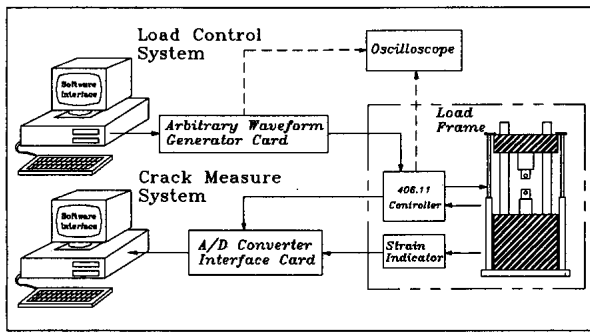 Load Control
System
Oscilloscope
Software
Interface
Arbitrary Waveform
Generator Card
Load
Frame
Crack Measure
System
406.11
Controller
Software
Interface
A/D Converter
Interface Card
Strain
Indicator